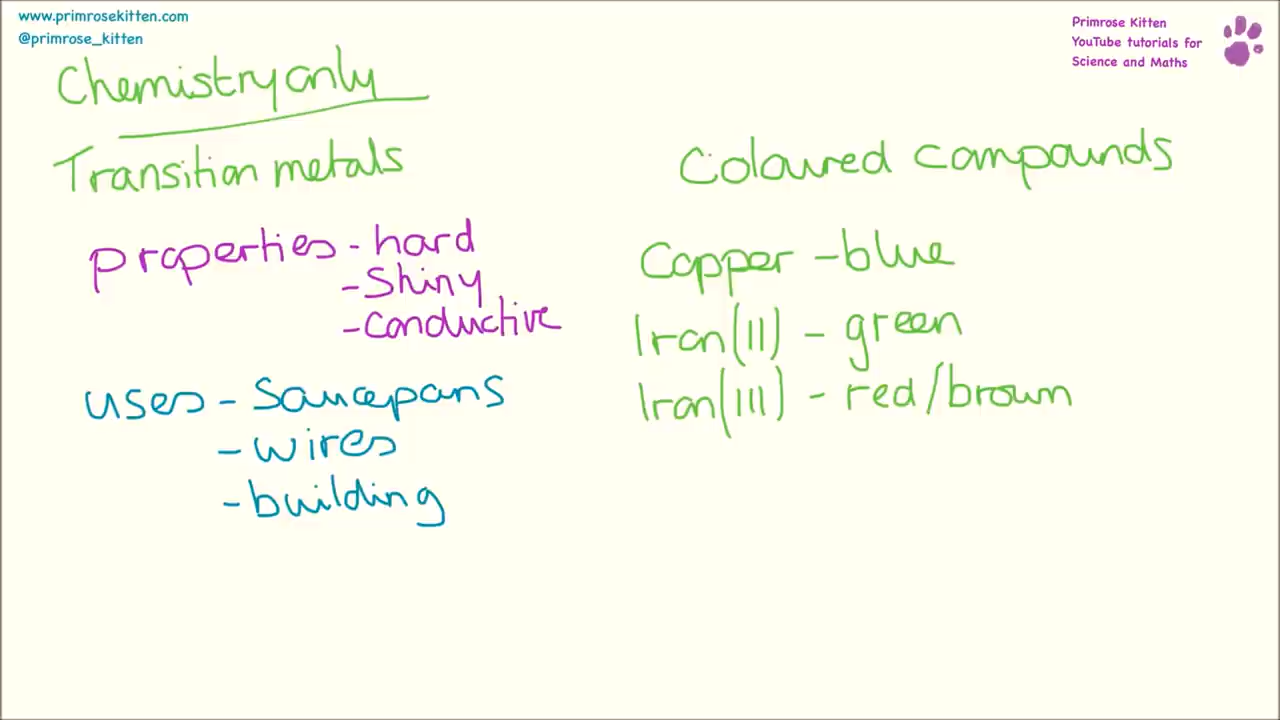 www.primrosekitten.com
@primrose_kitten
Primrose Kitten
YouTube tutorials for
Science and Maths
Chemistry only
Transition metals
properties - hard
- Shiny
- conductive
uses - Saucepans
- wires
- building
Coloured compounds
Copper - blue
Iron(II) - green
Iron(III) - red/brown